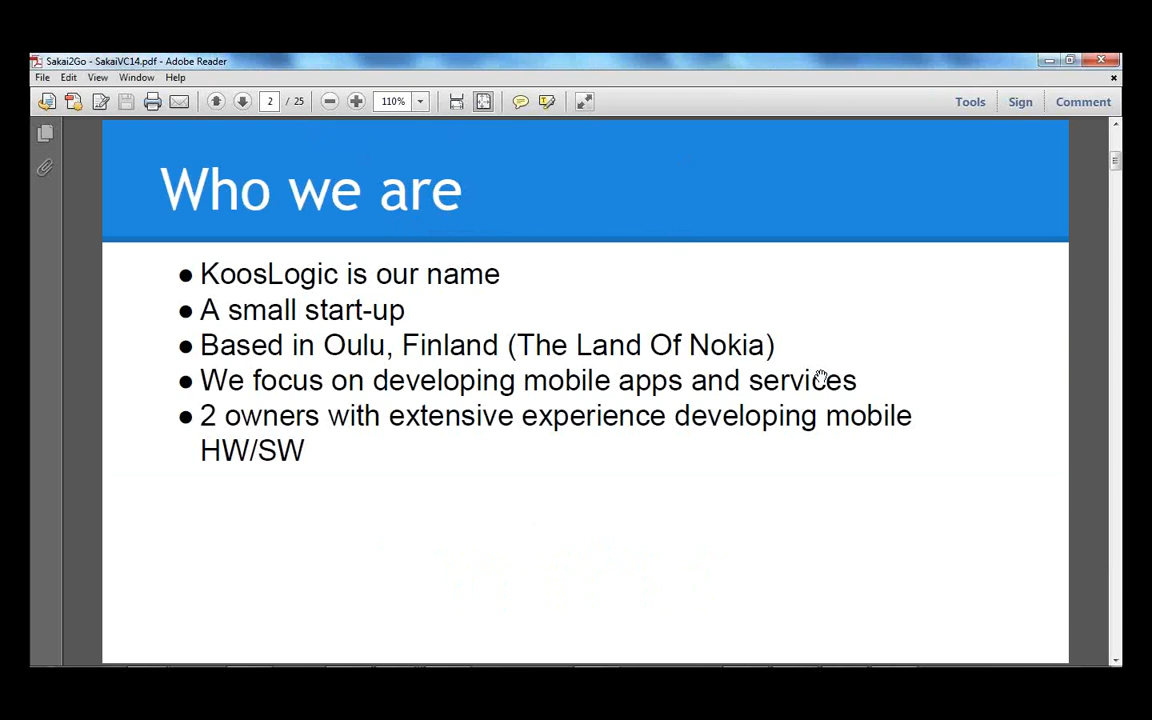 Sakai2Go - SakaiVC14.pdf - Adobe Reader
File Edit View Window Help
2 / 25 110% Tools Sign Comment
Who we are
● KoosLogic is our name
● A small start-up
● Based in Oulu, Finland (The Land Of Nokia)
● We focus on developing mobile apps and services
● 2 owners with extensive experience developing mobile
HW/SW